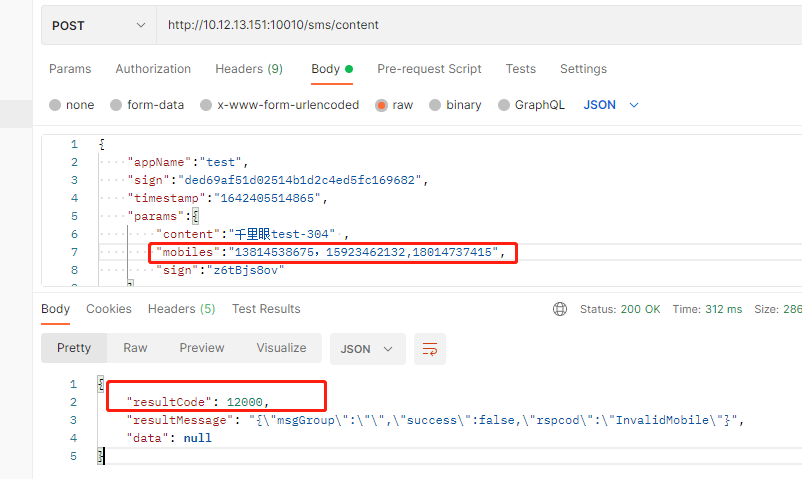 POST http://10.12.13.151:10010/sms/content
Params Authorization Headers (9) Body Pre-request Script Tests Settings
none form-data x-www-form-urlencoded raw binary GraphQL JSON
1 {
2 "appName":"test",
3 "sign":"ded69af51d02514b1d2c4ed5fc169682",
4 "timestamp":"1642405514865",
5 "params":{
6 "content":"千里眼test-304" ,
7 "mobiles":"13814538675，15923462132,18014737415",
8 "sign":"z6tBjs8ov"
Body Cookies Headers (5) Test Results Status: 200 OK Time: 312 ms Size: 286
Pretty Raw Preview Visualize JSON
1 {
2 "resultCode": 12000,
3 "resultMessage": "{\"msgGroup\":\"\",\"success\":false,\"rspcod\":\"InvalidMobile\"}",
4 "data": null
5 }